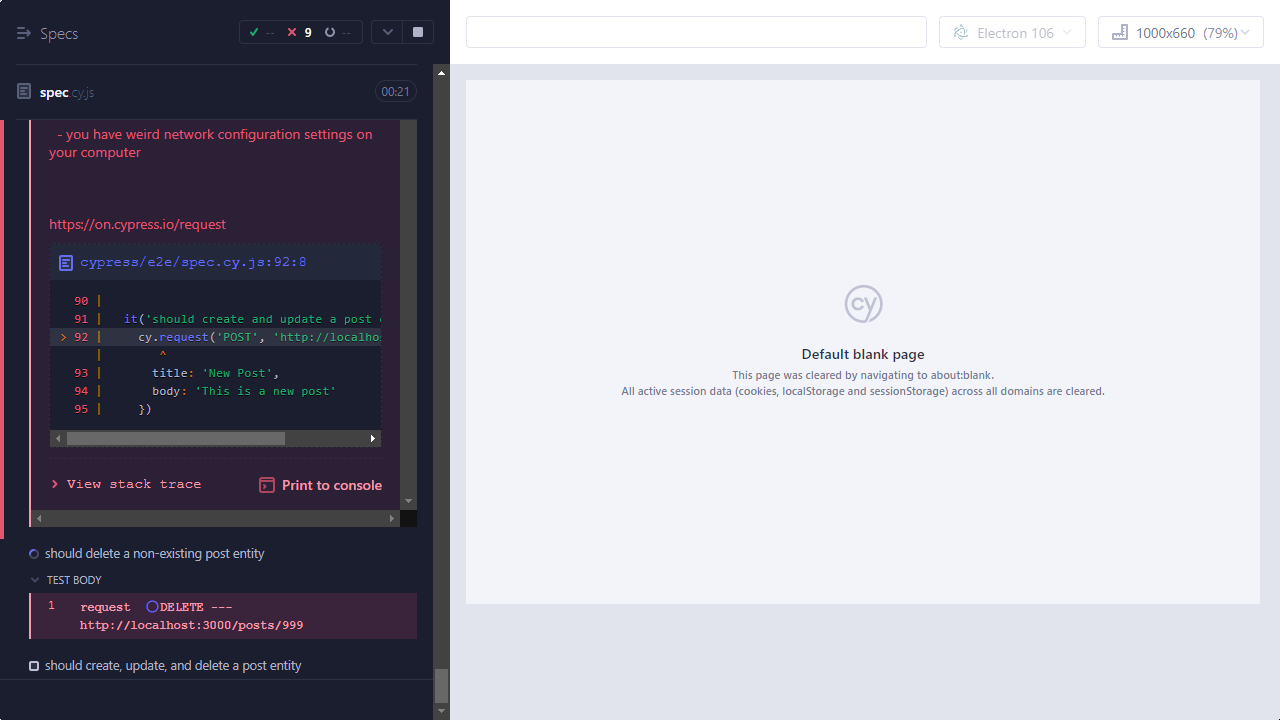 Specs
-- 9 --
spec.cy.js
00:21
- you have weird network configuration settings on
your computer
https://on.cypress.io/request
cypress/e2e/spec.cy.js:92:8
90 |
91 | it('should create and update a post
> 92 | cy.request('POST', 'http://localho
| ^
93 | title: 'New Post',
94 | body: 'This is a new post'
95 | })
> View stack trace
Print to console
should delete a non-existing post entity
TEST BODY
1 request DELETE ---
http://localhost:3000/posts/999
should create, update, and delete a post entity
Electron 106
1000x660 (79%)
cy
Default blank page
This page was cleared by navigating to about:blank.
All active session data (cookies, localStorage and sessionStorage) across all domains are cleared.